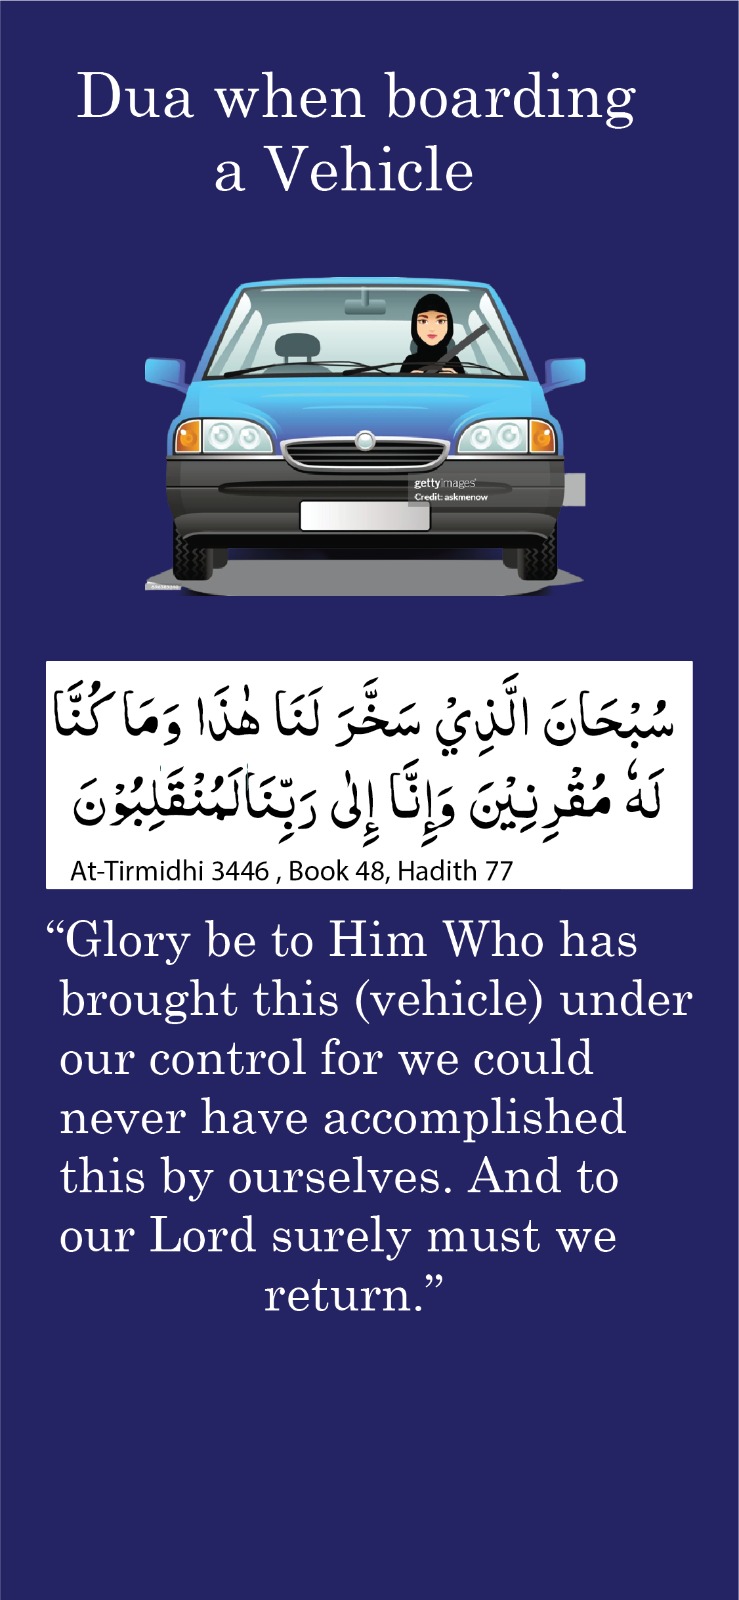 Dua when boarding
a Vehicle
gettyimages
Credit: askmenow
سُبْحَانَ الَّذِيْ سَخَّرَ لَنَا هٰذَا وَمَا كُنَّا
لَهٗ مُقْرِنِيْنَ وَإِنَّا إِلٰى رَبِّنَالَمُنْقَلِبُوْنَ
At-Tirmidhi 3446 , Book 48, Hadith 77
“Glory be to Him Who has
brought this (vehicle) under
our control for we could
never have accomplished
this by ourselves. And to
our Lord surely must we
return.”